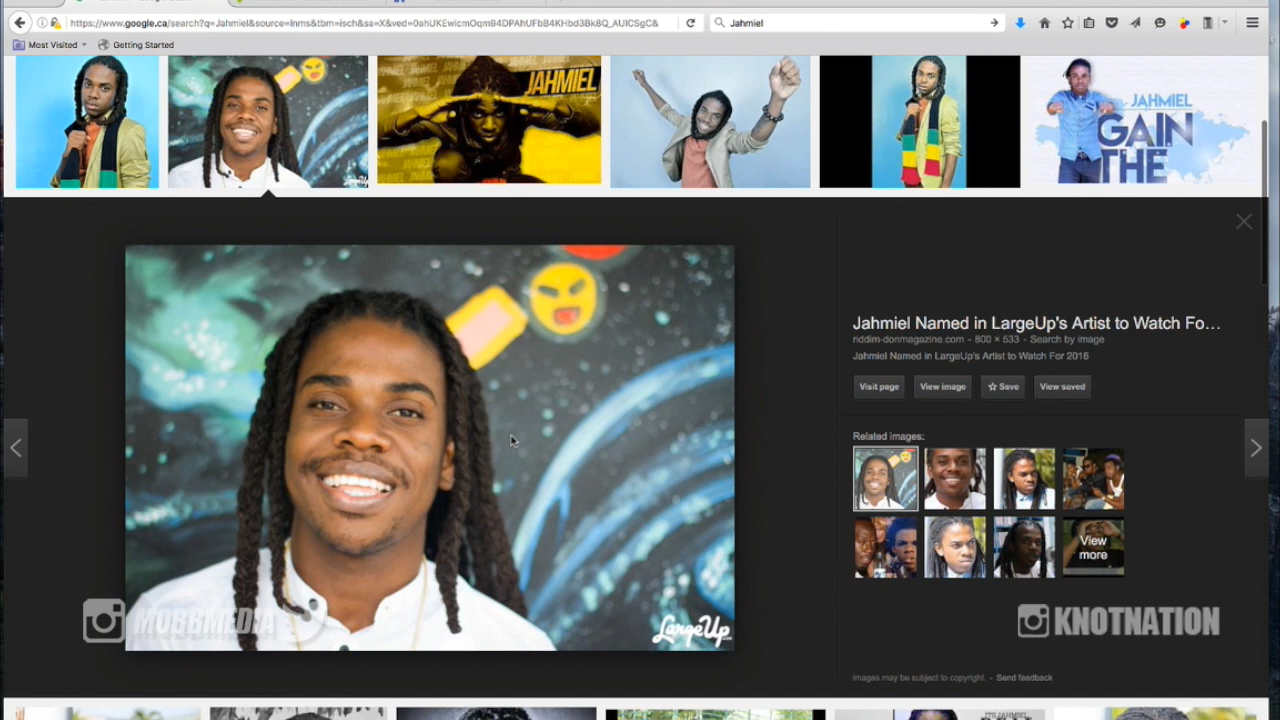 https://www.google.ca/search?q=Jahmiel&source=lnms&tbm=isch&sa=X&ved=0ahUKEwicmOqm94DPAhUFbB4KHbd3Bk8Q_AUICSgC&
Jahmiel
Most Visited
Getting Started
JAHMIEL
JAHMIEL
GAIN
THE
LargeUp
Jahmiel Named in LargeUp's Artist to Watch Fo…
riddim-donmagazine.com - 800 × 533 - Search by image
Jahmiel Named in LargeUp's Artist to Watch For 2016
Visit page
View image
Save
View saved
Related images:
View
more
LargeUp
MOBBMEDIA
KNOTNATION
Images may be subject to copyright. - Send feedback